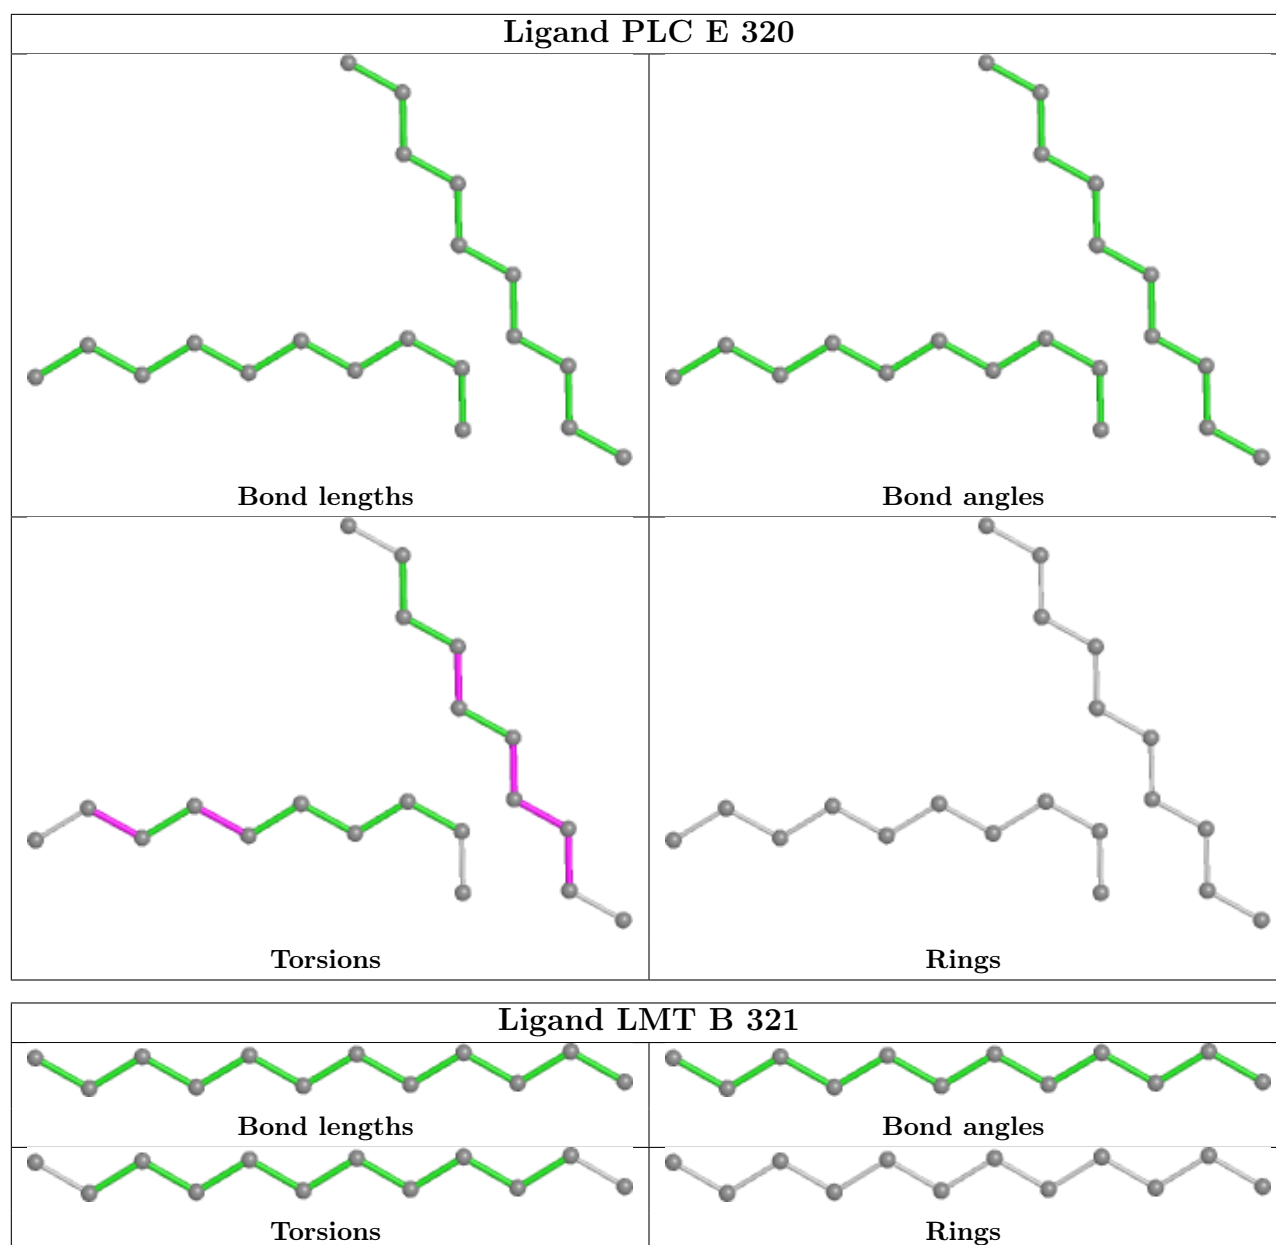 Ligand PLC E 320
Bond lengths
Bond angles
Torsions
Rings
Ligand LMT B 321
Bond lengths
Bond angles
Torsions
Rings